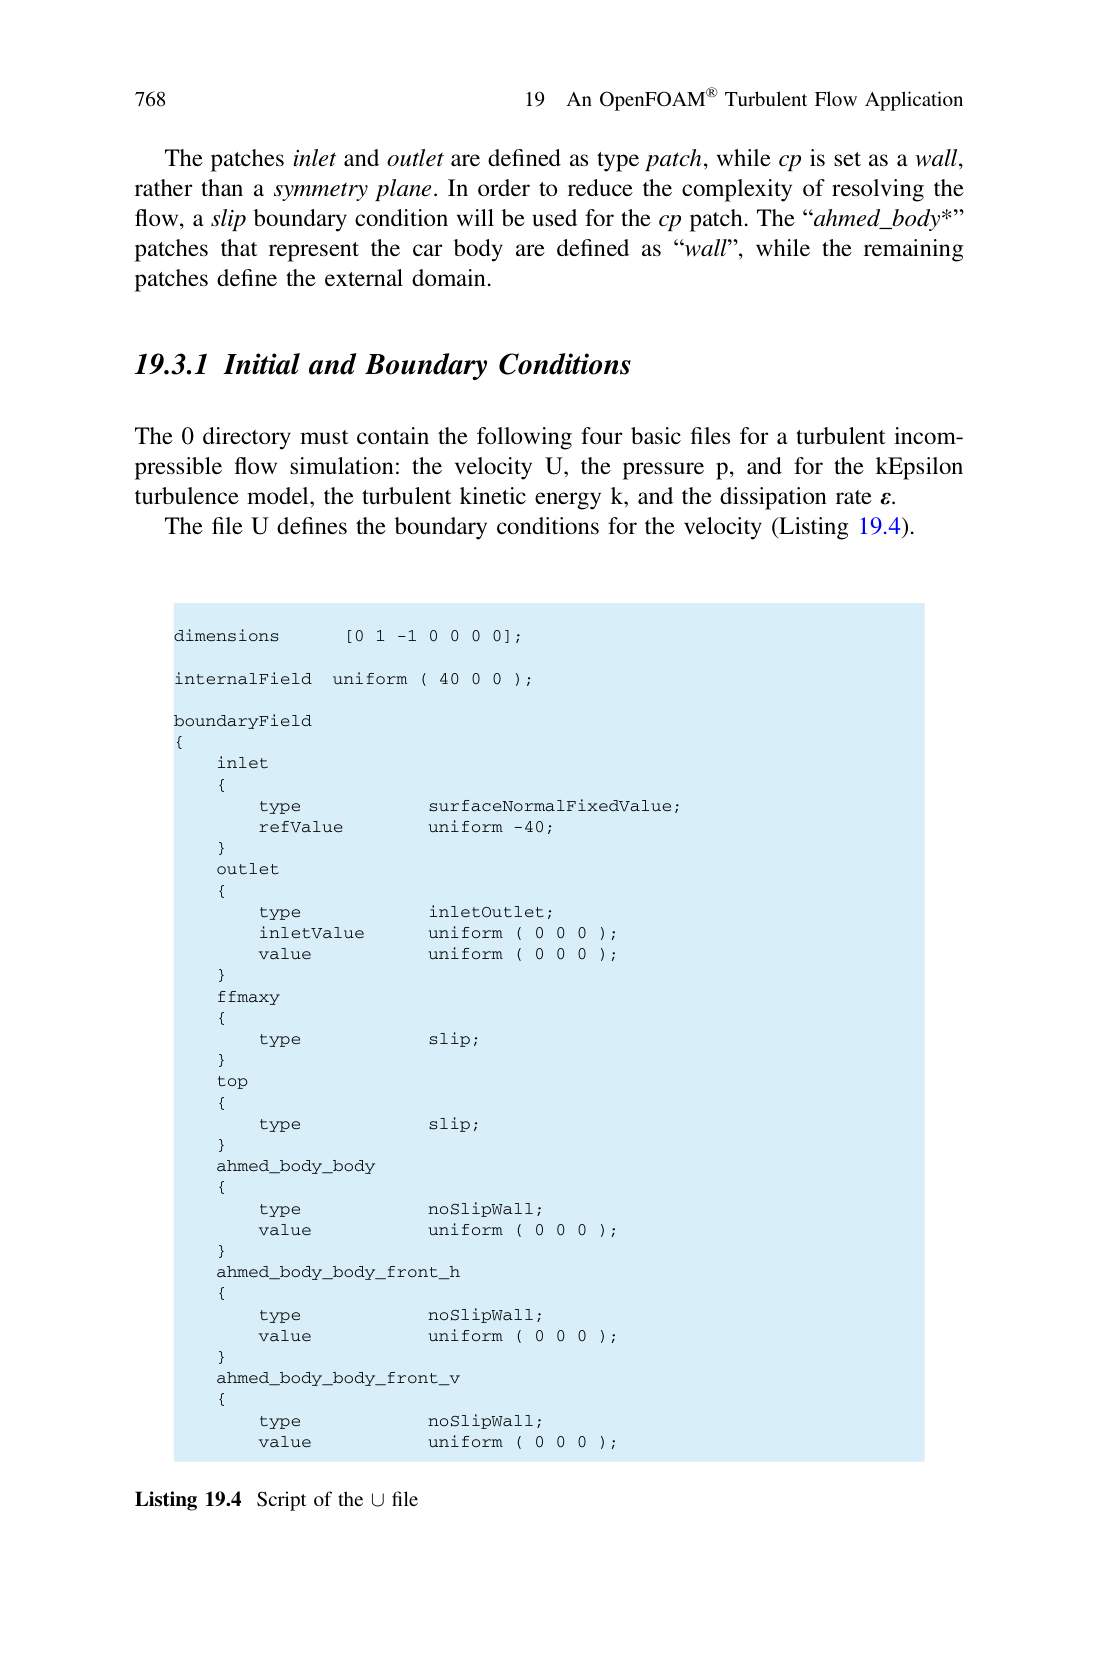 768 19 An OpenFOAM® Turbulent Flow Application
The patches inlet and outlet are defined as type patch, while cp is set as a wall,
rather than a symmetry plane. In order to reduce the complexity of resolving the
flow, a slip boundary condition will be used for the cp patch. The “ahmed_body*”
patches that represent the car body are defined as “wall”, while the remaining
patches define the external domain.
19.3.1 Initial and Boundary Conditions
The 0 directory must contain the following four basic files for a turbulent incom-
pressible flow simulation: the velocity U, the pressure p, and for the kEpsilon
turbulence model, the turbulent kinetic energy k, and the dissipation rate ε.
The file U defines the boundary conditions for the velocity (Listing 19.4).
dimensions      [0 1 -1 0 0 0 0];
internalField  uniform ( 40 0 0 );
boundaryField
{
    inlet
    {
        type            surfaceNormalFixedValue;
        refValue        uniform -40;
    }
    outlet
    {
        type            inletOutlet;
        inletValue      uniform ( 0 0 0 );
        value           uniform ( 0 0 0 );
    }
    ffmaxy
    {
        type            slip;
    }
    top
    {
        type            slip;
    }
    ahmed_body_body
    {
        type            noSlipWall;
        value           uniform ( 0 0 0 );
    }
    ahmed_body_body_front_h
    {
        type            noSlipWall;
        value           uniform ( 0 0 0 );
    }
    ahmed_body_body_front_v
    {
        type            noSlipWall;
        value           uniform ( 0 0 0 );
Listing 19.4 Script of the ∪ file